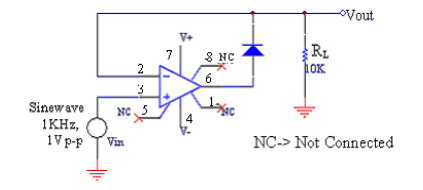 Vout
V+
7
8 NC
2
6
RL
10K
3
Sinewave
1KHz,
1Vp-p
NC
5
1
NC
4
V-
Vin
NC-> Not Connected